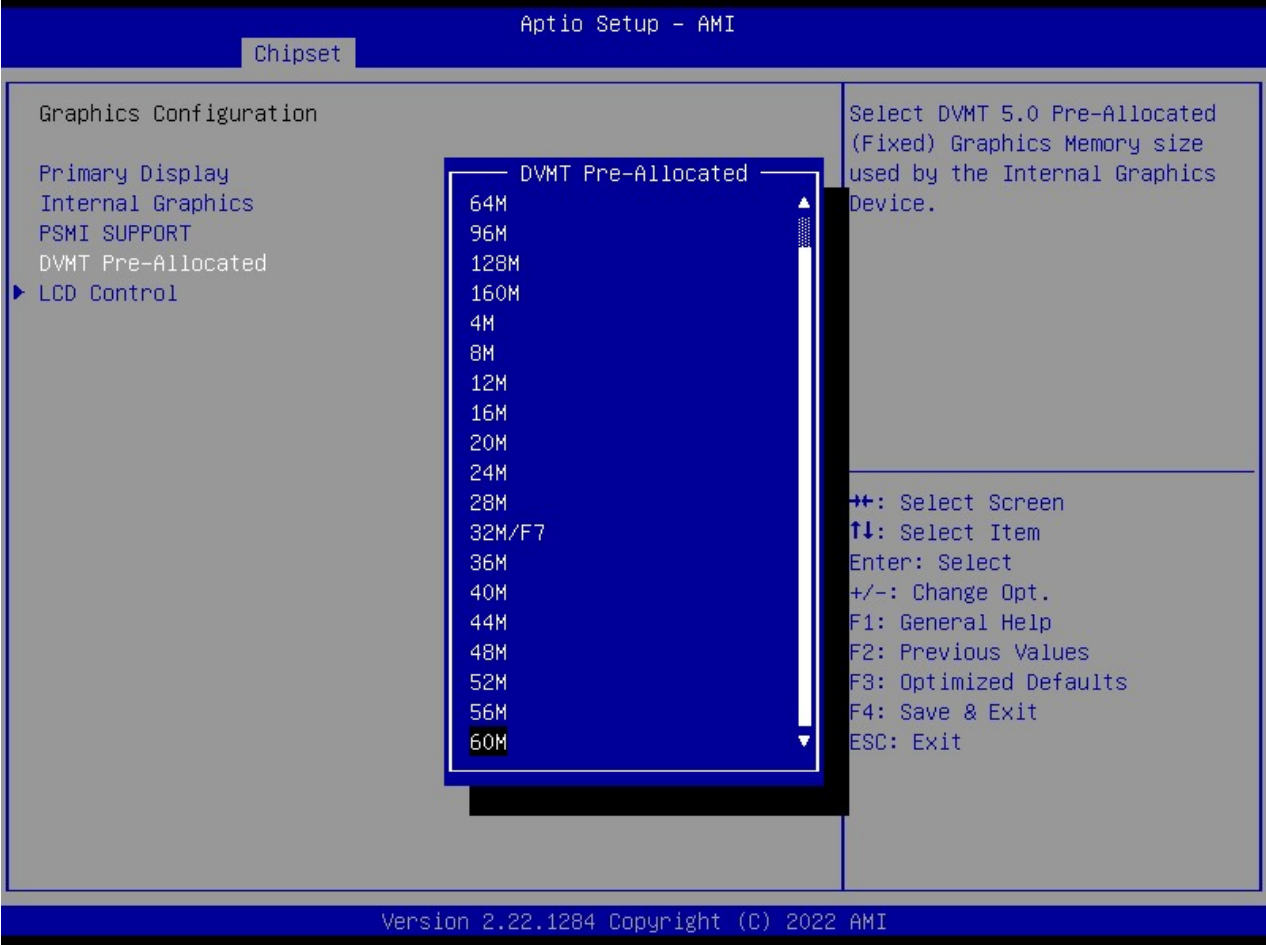 Aptio Setup – AMI
Chipset
Graphics Configuration
Primary Display
Internal Graphics
PSMI SUPPORT
DVMT Pre-Allocated
LCD Control
DVMT Pre-Allocated
64M
96M
128M
160M
4M
8M
12M
16M
20M
24M
28M
32M/F7
36M
40M
44M
48M
52M
56M
60M
Select DVMT 5.0 Pre-Allocated
(Fixed) Graphics Memory size
used by the Internal Graphics
Device.
→←: Select Screen
↑↓: Select Item
Enter: Select
+/-: Change Opt.
F1: General Help
F2: Previous Values
F3: Optimized Defaults
F4: Save & Exit
ESC: Exit
Version 2.22.1284 Copyright (C) 2022 AMI